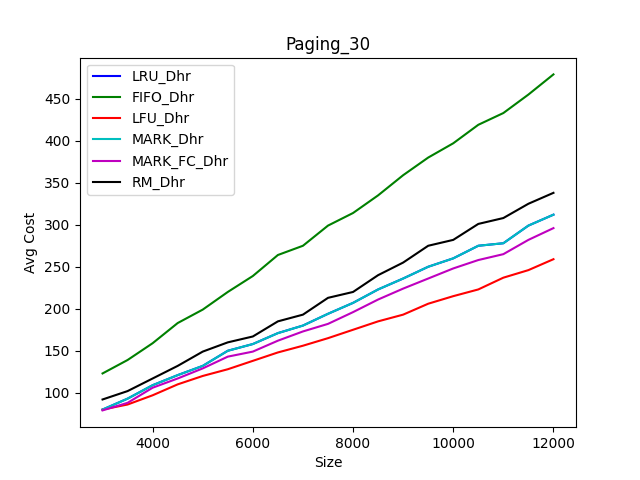 Paging_30
LRU_Dhr
FIFO_Dhr
LFU_Dhr
MARK_Dhr
MARK_FC_Dhr
RM_Dhr
Avg Cost
450
400
350
300
250
200
150
100
4000 6000 8000 10000 12000
Size